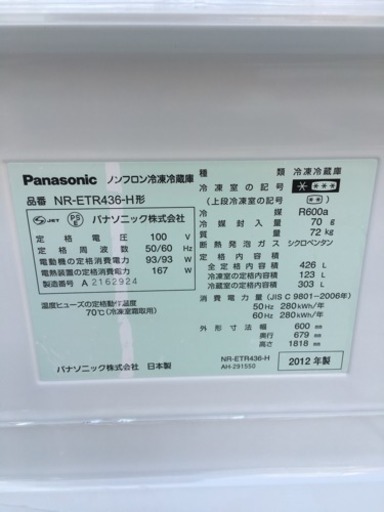 Panasonic ノンフロン冷凍冷蔵庫
品番 NR-ETR436-H形
JET PS E パナソニック株式会社
定格電圧 100 V
定格周波数 50/60 Hz
電動機の定格消費電力 93/93 W
電熱装置の定格消費電力 167 W
製造番号 A 2162924
温度ヒューズの定格動作温度
70℃(冷凍室霜取用)
パナソニック株式会社 日本製
種類 冷凍冷蔵庫
冷凍室の記号
(上段冷凍室の記号)
冷媒 R600a
冷媒封入量 70 g
質量 72 kg
断熱発泡ガス シクロペンタン
定格内容積
全定格内容積 426 L
冷凍室の定格内容積 123 L
冷蔵室の定格内容積 303 L
消費電力量(JIS C 9801-2006年)
50Hz 280kWh/年
60Hz 280kWh/年
外形寸法 幅 600 mm
奥行 679 mm
高さ 1818 mm
NR-ETR436-H
AH-291550
2012 年製